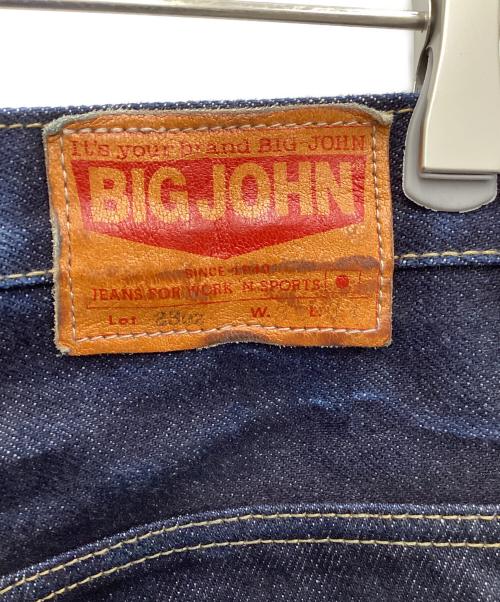 It's your brand BIG JOHN
BIG JOHN
SINCE 1940
JEANS FOR WORK N SPORTS
Lot W. L.